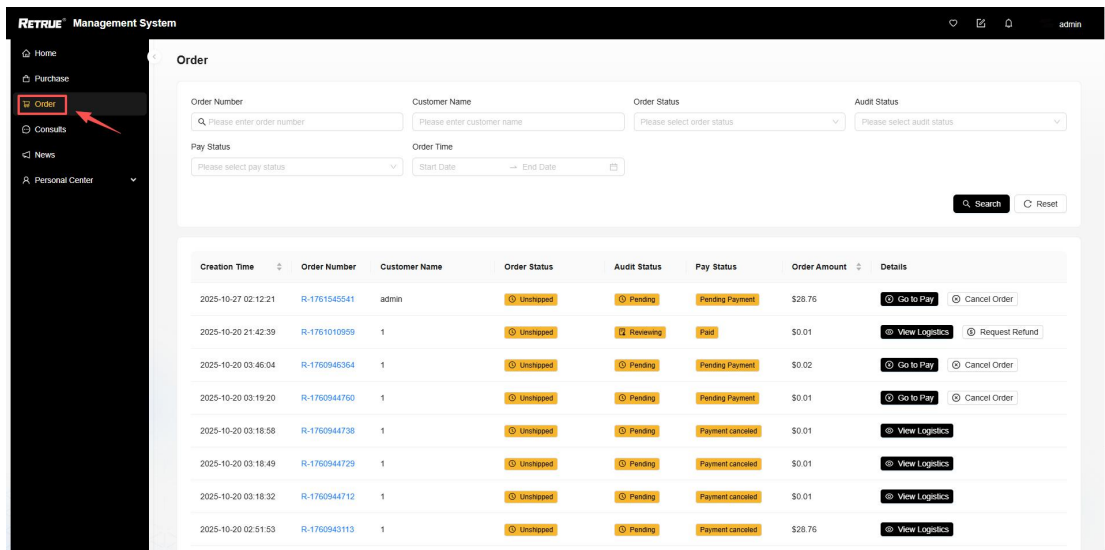 RETRUE® Management System
admin
Home
Purchase
Order
Consults
News
Personal Center
Order
Order Number
Customer Name
Order Status
Audit Status
Please enter order number
Please enter customer name
Please select order status
Please select audit status
Pay Status
Order Time
Please select pay status
Start Date → End Date
Search
Reset
Creation Time Order Number Customer Name Order Status Audit Status Pay Status Order Amount Details
2025-10-27 02:12:21 R-1761545541 admin Unshipped Pending Pending Payment $28.76 Go to Pay Cancel Order
2025-10-20 21:42:39 R-1761010959 1 Unshipped Reviewing Paid $0.01 View Logistics Request Refund
2025-10-20 03:46:04 R-1760946364 1 Unshipped Pending Pending Payment $0.02 Go to Pay Cancel Order
2025-10-20 03:19:20 R-1760944760 1 Unshipped Pending Pending Payment $0.01 Go to Pay Cancel Order
2025-10-20 03:18:58 R-1760944738 1 Unshipped Pending Payment canceled $0.01 View Logistics
2025-10-20 03:18:49 R-1760944729 1 Unshipped Pending Payment canceled $0.01 View Logistics
2025-10-20 03:18:32 R-1760944712 1 Unshipped Pending Payment canceled $0.01 View Logistics
2025-10-20 02:51:53 R-1760943113 1 Unshipped Pending Payment canceled $28.76 View Logistics